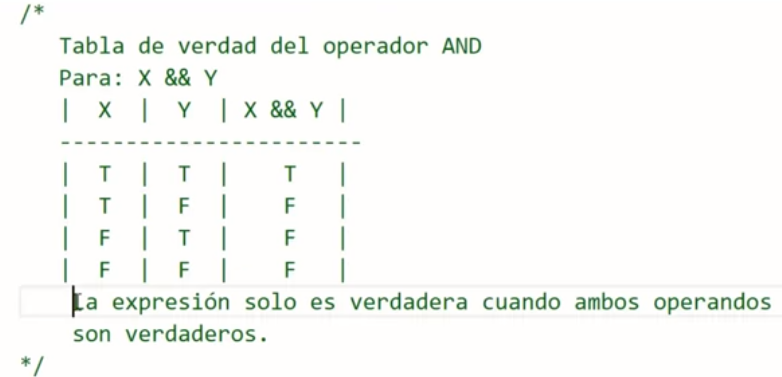 /*
Tabla de verdad del operador AND
Para: X && Y
|  X  |  Y  | X && Y |
-----------------------
|  T  |  T  |    T   |
|  T  |  F  |    F   |
|  F  |  T  |    F   |
|  F  |  F  |    F   |
La expresión solo es verdadera cuando ambos operandos
son verdaderos.
*/